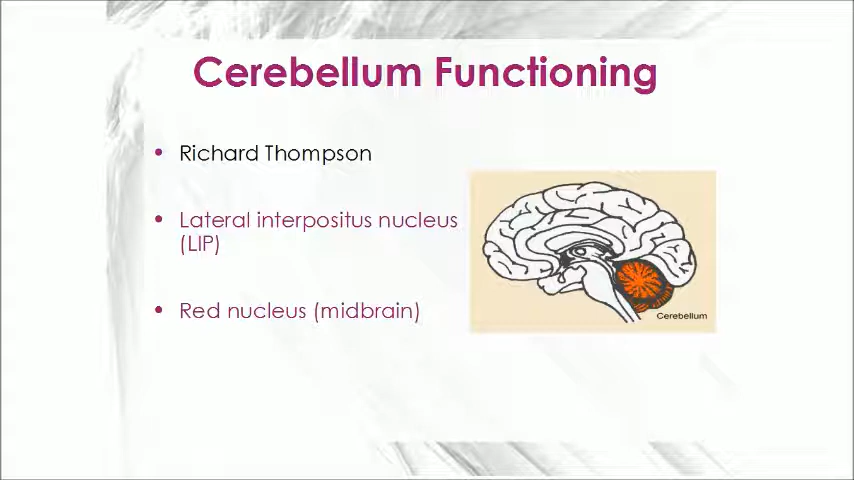 Cerebellum Functioning
• Richard Thompson
• Lateral interpositus nucleus
(LIP)
• Red nucleus (midbrain)
Cerebellum